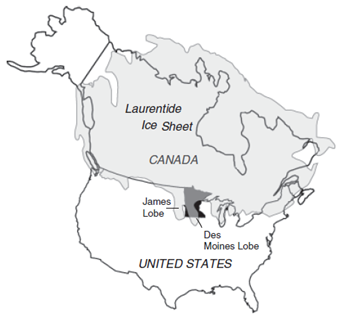 Laurentide
Ice Sheet
CANADA
James
Lobe
Des
Moines Lobe
UNITED STATES